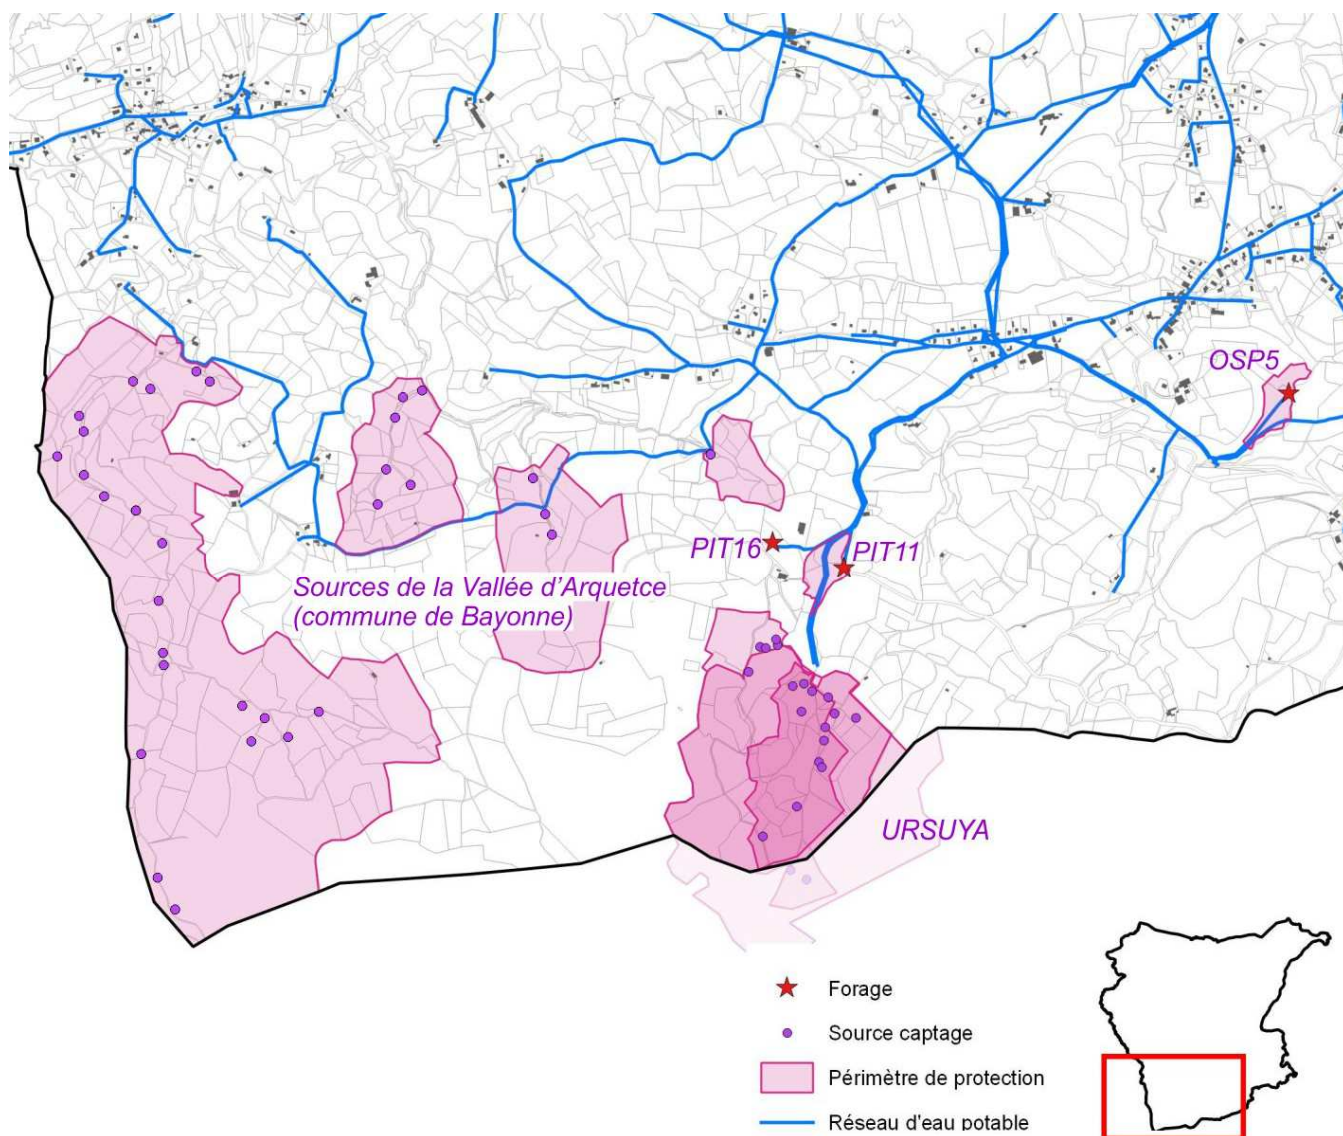 OSP5
PIT16
PIT11
Sources de la Vallée d'Arquetce
(commune de Bayonne)
URSUYA
Forage
Source captage
Périmètre de protection
Réseau d'eau potable